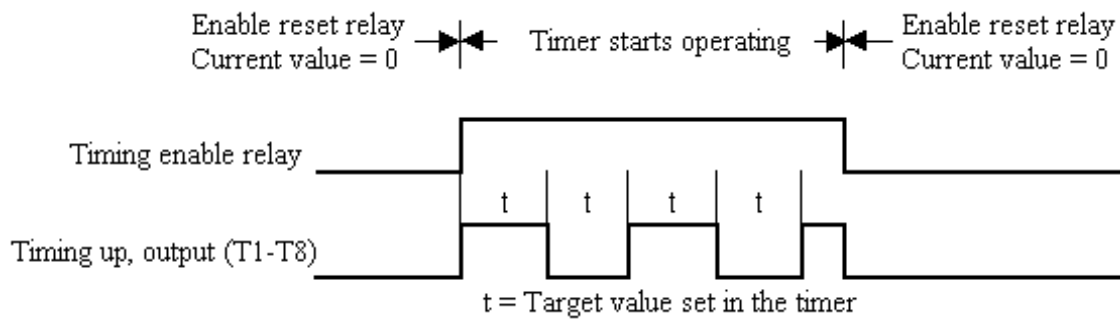 Enable reset relay
Current value = 0
Timer starts operating
Enable reset relay
Current value = 0
Timing enable relay
t
t
t
t
Timing up, output (T1-T8)
t = Target value set in the timer